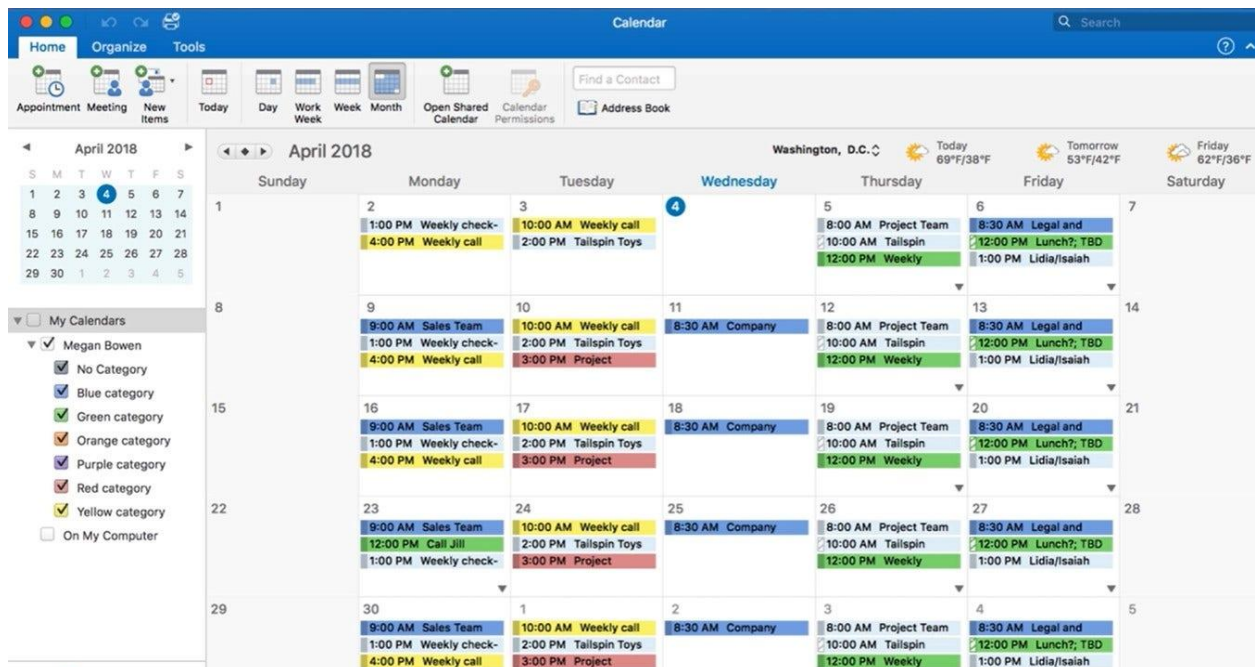 Calendar
Search
Home Organize Tools
Appointment Meeting New Items Today Day Work Week Week Month Open Shared Calendar Calendar Permissions Find a Contact
Address Book
April 2018
S M T W T F S
1 2 3 4 5 6 7
8 9 10 11 12 13 14
15 16 17 18 19 20 21
22 23 24 25 26 27 28
29 30 1 2 3 4 5
My Calendars
Megan Bowen
No Category
Blue category
Green category
Orange category
Purple category
Red category
Yellow category
On My Computer
April 2018
Washington, D.C. Today 69°F/38°F Tomorrow 53°F/42°F Friday 62°F/36°F
Sunday Monday Tuesday Wednesday Thursday Friday Saturday
1 2 3 4 5 6 7
1:00 PM Weekly check- 10:00 AM Weekly call 8:00 AM Project Team 8:30 AM Legal and
4:00 PM Weekly call 2:00 PM Tailspin Toys 10:00 AM Tailspin 12:00 PM Lunch?; TBD
12:00 PM Weekly 1:00 PM Lidia/Isaiah
8 9 10 11 12 13 14
9:00 AM Sales Team 10:00 AM Weekly call 8:30 AM Company 8:00 AM Project Team 8:30 AM Legal and
1:00 PM Weekly check- 2:00 PM Tailspin Toys 10:00 AM Tailspin 12:00 PM Lunch?; TBD
4:00 PM Weekly call 3:00 PM Project 12:00 PM Weekly 1:00 PM Lidia/Isaiah
15 16 17 18 19 20 21
9:00 AM Sales Team 10:00 AM Weekly call 8:30 AM Company 8:00 AM Project Team 8:30 AM Legal and
1:00 PM Weekly check- 2:00 PM Tailspin Toys 10:00 AM Tailspin 12:00 PM Lunch?; TBD
4:00 PM Weekly call 3:00 PM Project 12:00 PM Weekly 1:00 PM Lidia/Isaiah
22 23 24 25 26 27 28
9:00 AM Sales Team 10:00 AM Weekly call 8:30 AM Company 8:00 AM Project Team 8:30 AM Legal and
12:00 PM Call Jill 2:00 PM Tailspin Toys 10:00 AM Tailspin 12:00 PM Lunch?; TBD
1:00 PM Weekly check- 3:00 PM Project 12:00 PM Weekly 1:00 PM Lidia/Isaiah
29 30 1 2 3 4 5
9:00 AM Sales Team 10:00 AM Weekly call 8:30 AM Company 8:00 AM Project Team 8:30 AM Legal and
1:00 PM Weekly check- 2:00 PM Tailspin Toys 10:00 AM Tailspin 12:00 PM Lunch?; TBD
4:00 PM Weekly call 3:00 PM Project 12:00 PM Weekly 1:00 PM Lidia/Isaiah